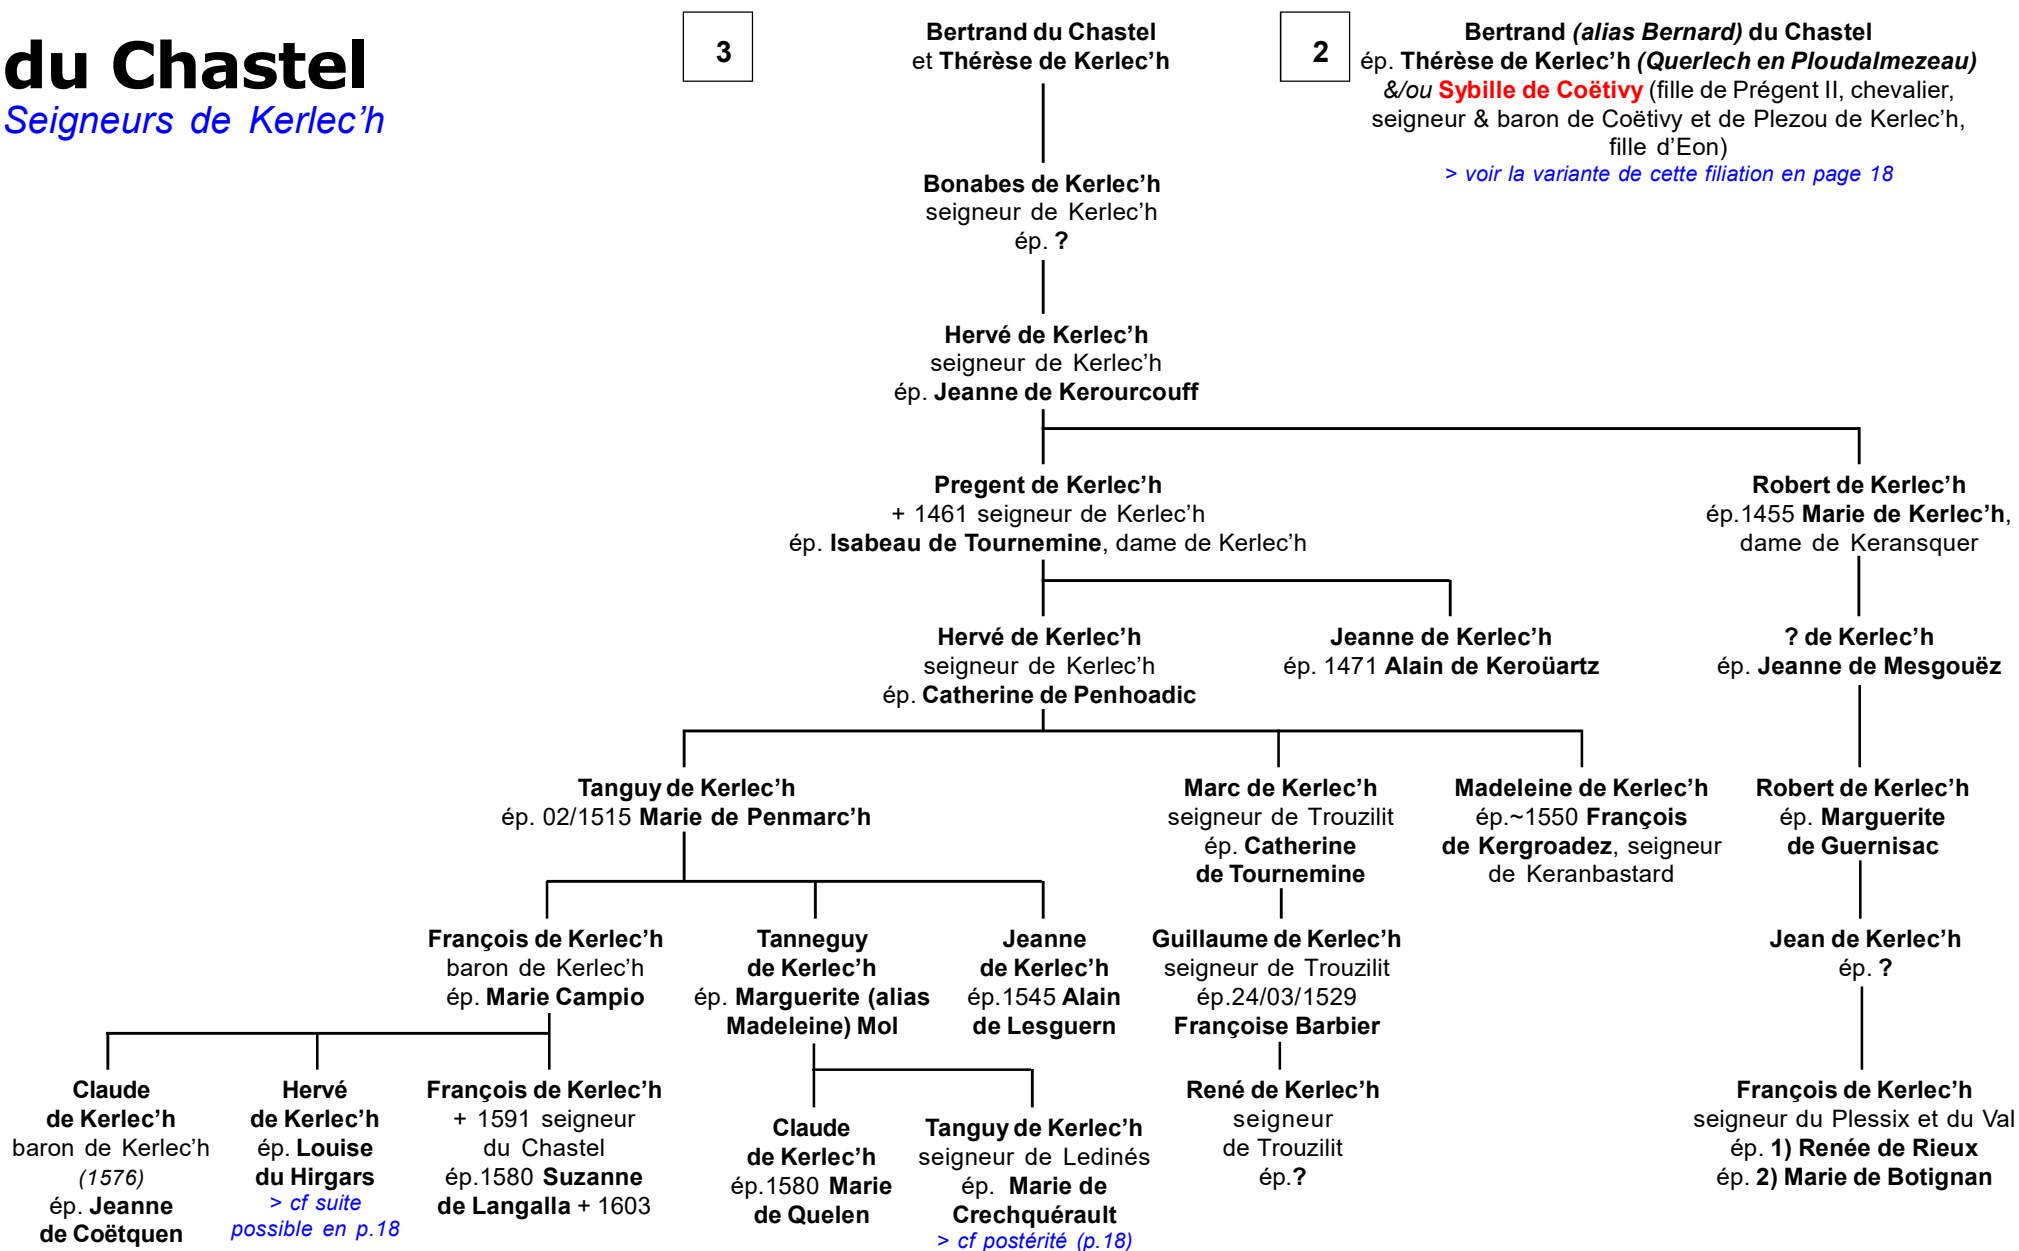 du Chastel
Seigneurs de Kerlec’h
3
Bertrand du Chastel
et Thérèse de Kerlec’h
2
Bertrand (alias Bernard) du Chastel
ép. Thérèse de Kerlec’h (Querlech en Ploudalmezeau)
&/ou Sybille de Coëtivy (fille de Prégent II, chevalier,
seigneur & baron de Coëtivy et de Plezou de Kerlec’h,
fille d’Eon)
> voir la variante de cette filiation en page 18
Bonabes de Kerlec’h
seigneur de Kerlec’h
ép. ?
Hervé de Kerlec’h
seigneur de Kerlec’h
ép. Jeanne de Kerourcouff
Pregent de Kerlec’h
+ 1461 seigneur de Kerlec’h
ép. Isabeau de Tournemine, dame de Kerlec’h
Robert de Kerlec’h
ép.1455 Marie de Kerlec’h,
dame de Keransquer
Hervé de Kerlec’h
seigneur de Kerlec’h
ép. Catherine de Penhoadic
Jeanne de Kerlec’h
ép. 1471 Alain de Keroüartz
? de Kerlec’h
ép. Jeanne de Mesgouëz
Tanguy de Kerlec’h
ép. 02/1515 Marie de Penmarc’h
Marc de Kerlec’h
seigneur de Trouzilit
ép. Catherine
de Tournemine
Madeleine de Kerlec’h
ép.~1550 François
de Kergroadez, seigneur
de Keranbastard
Robert de Kerlec’h
ép. Marguerite
de Guernisac
François de Kerlec’h
baron de Kerlec’h
ép. Marie Campio
Tanneguy
de Kerlec’h
ép. Marguerite (alias
Madeleine) Mol
Jeanne
de Kerlec’h
ép.1545 Alain
de Lesguern
Guillaume de Kerlec’h
seigneur de Trouzilit
ép.24/03/1529
Françoise Barbier
Jean de Kerlec’h
ép. ?
Claude
de Kerlec’h
baron de Kerlec’h
(1576)
ép. Jeanne
de Coëtquen
Hervé
de Kerlec’h
ép. Louise
du Hirgars
> cf suite
possible en p.18
François de Kerlec’h
+ 1591 seigneur
du Chastel
ép.1580 Suzanne
de Langalla + 1603
Claude
de Kerlec’h
ép.1580 Marie
de Quelen
Tanguy de Kerlec’h
seigneur de Ledinés
ép. Marie de
Crechquérault
> cf postérité (p.18)
René de Kerlec’h
seigneur
de Trouzilit
ép.?
François de Kerlec’h
seigneur du Plessix et du Val
ép. 1) Renée de Rieux
ép. 2) Marie de Botignan